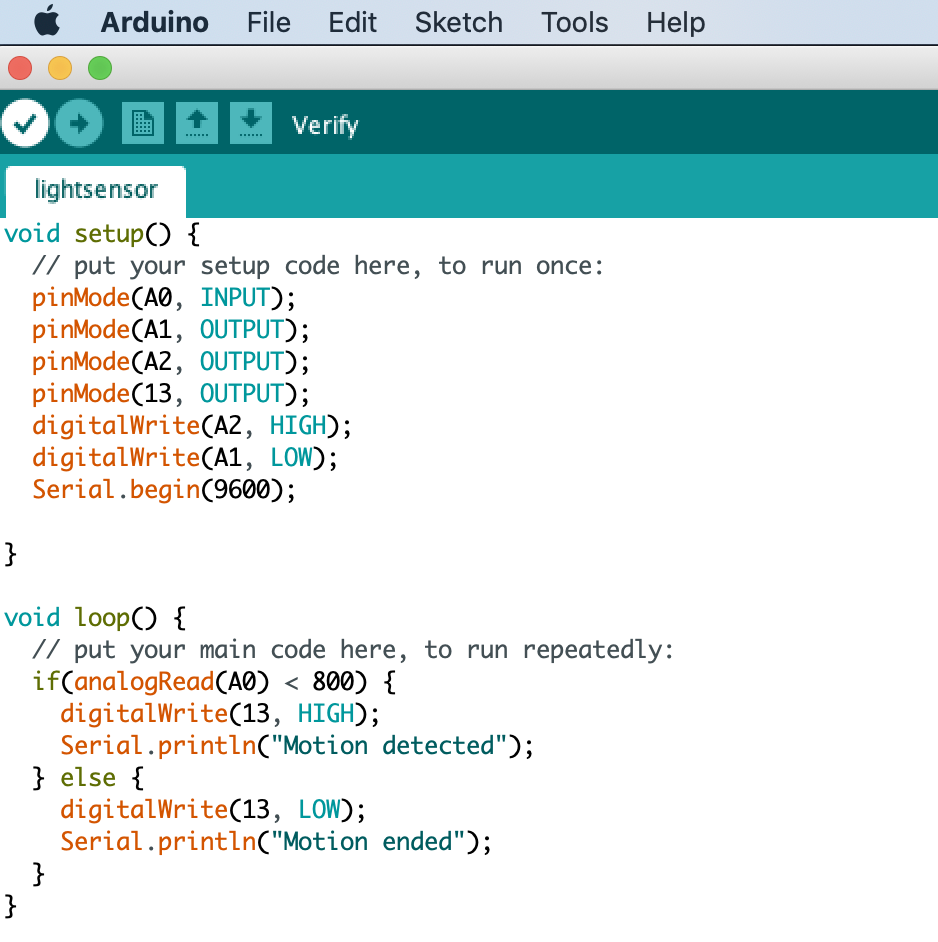 Arduino File Edit Sketch Tools Help
Verify
lightsensor
void setup() {
  // put your setup code here, to run once:
  pinMode(A0, INPUT);
  pinMode(A1, OUTPUT);
  pinMode(A2, OUTPUT);
  pinMode(13, OUTPUT);
  digitalWrite(A2, HIGH);
  digitalWrite(A1, LOW);
  Serial.begin(9600);

}

void loop() {
  // put your main code here, to run repeatedly:
  if(analogRead(A0) < 800) {
    digitalWrite(13, HIGH);
    Serial.println("Motion detected");
  } else {
    digitalWrite(13, LOW);
    Serial.println("Motion ended");
  }
}